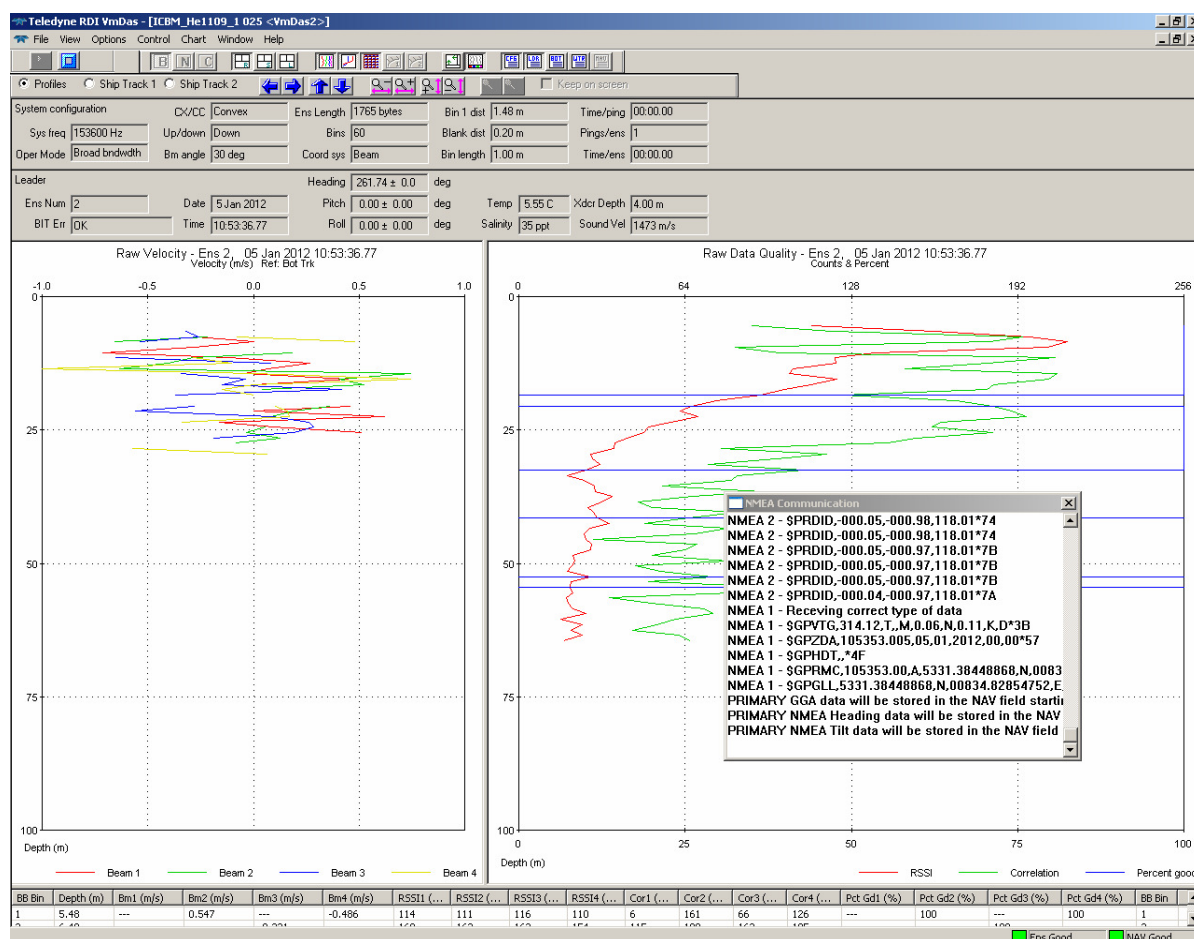 Teledyne RDI VmDas - [ICBM_He1109_1 025 <VmDas2>]
File View Options Control Chart Window Help
B N C
CFG LDR BOT WTR NAV
Profiles Ship Track 1 Ship Track 2 Keep on screen
System configuration CX/CC Convex Ens Length 1765 bytes Bin 1 dist 1.48 m Time/ping 00:00.00
Sys freq 153600 Hz Up/down Down Bins 60 Blank dist 0.20 m Pings/ens 1
Oper Mode Broad bndwdth Bm angle 30 deg Coord sys Beam Bin length 1.00 m Time/ens 00:00.00
Leader Heading 261.74 ± 0.0 deg
Ens Num 2 Date 5 Jan 2012 Pitch 0.00 ± 0.00 deg Temp 5.55 C Xdcr Depth 4.00 m
BIT Err OK Time 10:53:36.77 Roll 0.00 ± 0.00 deg Salinity 35 ppt Sound Vel 1473 m/s
Raw Velocity - Ens 2, 05 Jan 2012 10:53:36.77
Velocity (m/s) Ref: Bot Trk
-1.0 -0.5 0.0 0.5 1.0
0
25
50
75
100
Depth (m)
Beam 1 Beam 2 Beam 3 Beam 4
Raw Data Quality - Ens 2, 05 Jan 2012 10:53:36.77
Counts & Percent
0 64 128 192 256
0
25
50
75
100
0 25 50 75 100
Depth (m)
RSSI Correlation Percent good
NMEA Communication
NMEA 2 - $PRDID,-000.05,-000.98,118.01*74
NMEA 2 - $PRDID,-000.05,-000.98,118.01*74
NMEA 2 - $PRDID,-000.05,-000.97,118.01*7B
NMEA 2 - $PRDID,-000.05,-000.97,118.01*7B
NMEA 2 - $PRDID,-000.05,-000.97,118.01*7B
NMEA 2 - $PRDID,-000.04,-000.97,118.01*7A
NMEA 1 - Receving correct type of data
NMEA 1 - $GPVTG,314.12,T,,M,0.06,N,0.11,K,D*3B
NMEA 1 - $GPZDA,105353.005,05,01,2012,00,00*57
NMEA 1 - $GPHDT,,*4F
NMEA 1 - $GPRMC,105353.00,A,5331.38448868,N,0083
NMEA 1 - $GPGLL,5331.38448868,N,00834.82854752,E,
PRIMARY GGA data will be stored in the NAV field startin
PRIMARY NMEA Heading data will be stored in the NAV
PRIMARY NMEA Tilt data will be stored in the NAV field
BB Bin Depth (m) Bm1 (m/s) Bm2 (m/s) Bm3 (m/s) Bm4 (m/s) RSSI1 (... RSSI2 (... RSSI3 (... RSSI4 (... Cor1 (... Cor2 (... Cor3 (... Cor4 (... Pct Gd1 (%) Pct Gd2 (%) Pct Gd3 (%) Pct Gd4 (%) BB Bin
1 5.48 --- 0.547 --- -0.486 114 111 116 110 6 161 66 126 --- 100 --- 100 1
Ens Good NAV Good